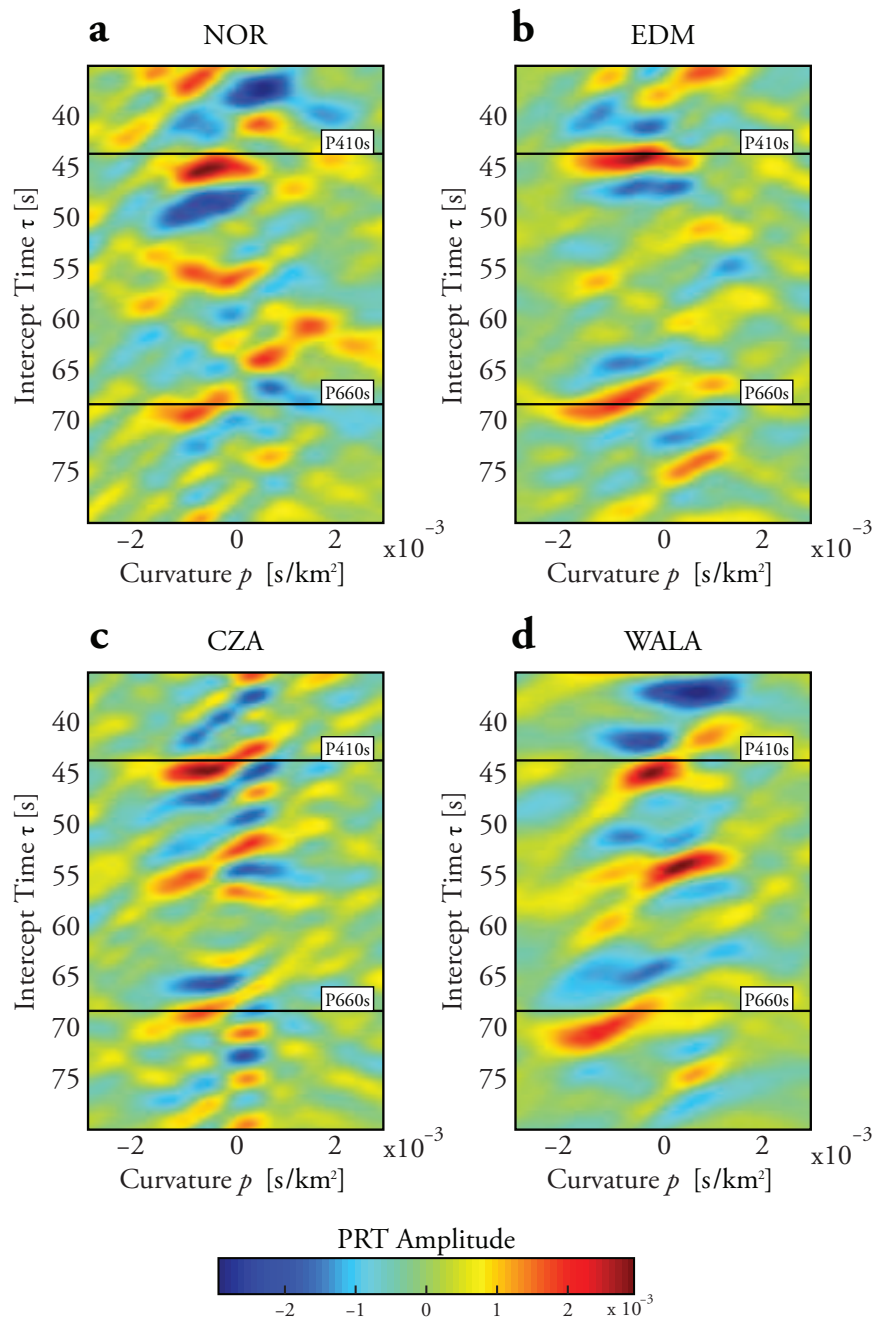 a NOR
b EDM
Intercept Time τ [s]
40
45
50
55
60
65
70
75
P410s
P660s
−2 0 2
x10⁻³
Curvature p [s/km²]
Intercept Time τ [s]
40
45
50
55
60
65
70
75
P410s
P660s
−2 0 2
x10⁻³
Curvature p [s/km²]
c CZA
d WALA
Intercept Time τ [s]
40
45
50
55
60
65
70
75
P410s
P660s
−2 0 2
x10⁻³
Curvature p [s/km²]
Intercept Time τ [s]
40
45
50
55
60
65
70
75
P410s
P660s
−2 0 2
x10⁻³
Curvature p [s/km²]
PRT Amplitude
−2 −1 0 1 2 x 10⁻³